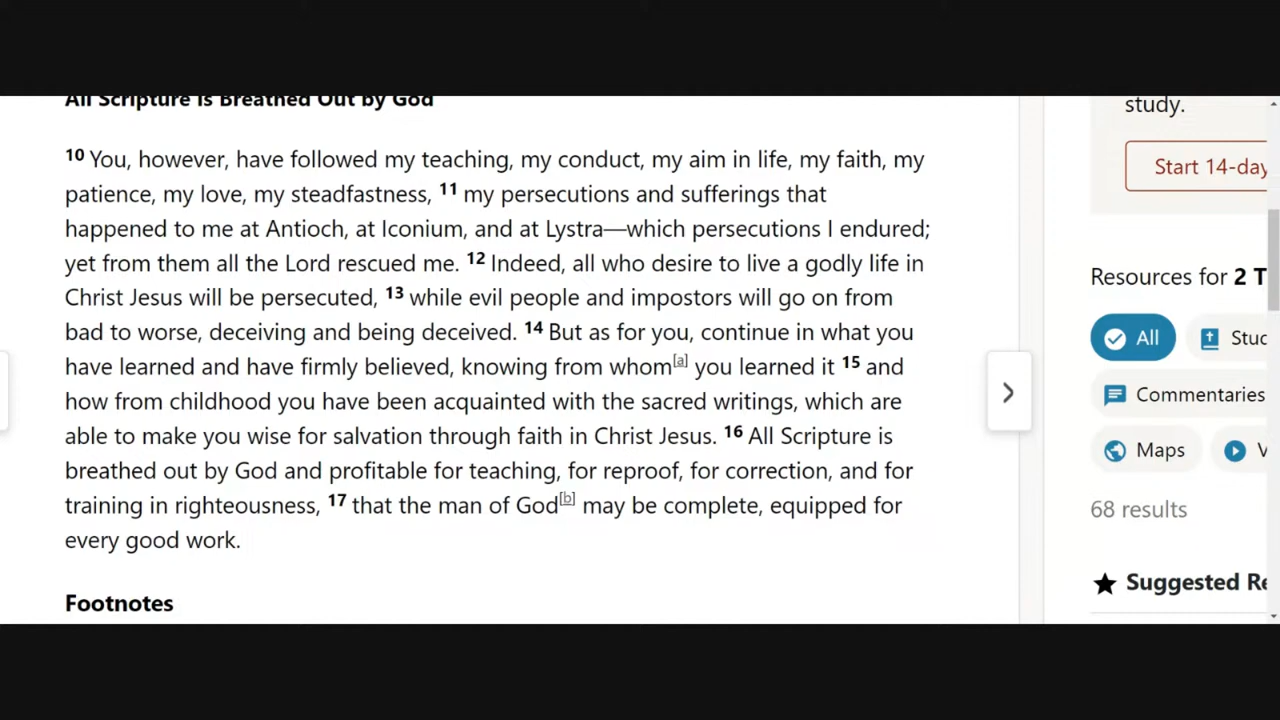 All Scripture Is Breathed Out by God
10 You, however, have followed my teaching, my conduct, my aim in life, my faith, my
patience, my love, my steadfastness, 11 my persecutions and sufferings that
happened to me at Antioch, at Iconium, and at Lystra—which persecutions I endured;
yet from them all the Lord rescued me. 12 Indeed, all who desire to live a godly life in
Christ Jesus will be persecuted, 13 while evil people and impostors will go on from
bad to worse, deceiving and being deceived. 14 But as for you, continue in what you
have learned and have firmly believed, knowing from whom[a] you learned it 15 and
how from childhood you have been acquainted with the sacred writings, which are
able to make you wise for salvation through faith in Christ Jesus. 16 All Scripture is
breathed out by God and profitable for teaching, for reproof, for correction, and for
training in righteousness, 17 that the man of God[b] may be complete, equipped for
every good work.
Footnotes
study.
Start 14-day
Resources for 2 T
All
Stuc
Commentaries
Maps
V
68 results
Suggested Re